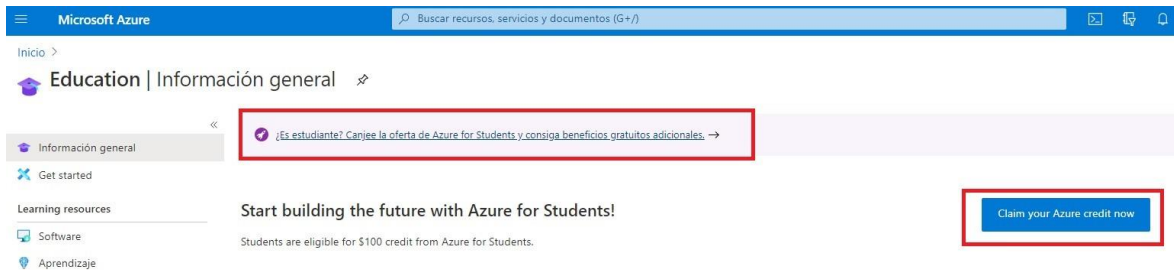 Microsoft Azure
Buscar recursos, servicios y documentos (G+/)
Inicio >
Education | Información general
«
¿Es estudiante? Canjee la oferta de Azure for Students y consiga beneficios gratuitos adicionales. →
Información general
Get started
Learning resources
Software
Aprendizaje
Start building the future with Azure for Students!
Claim your Azure credit now
Students are eligible for $100 credit from Azure for Students.